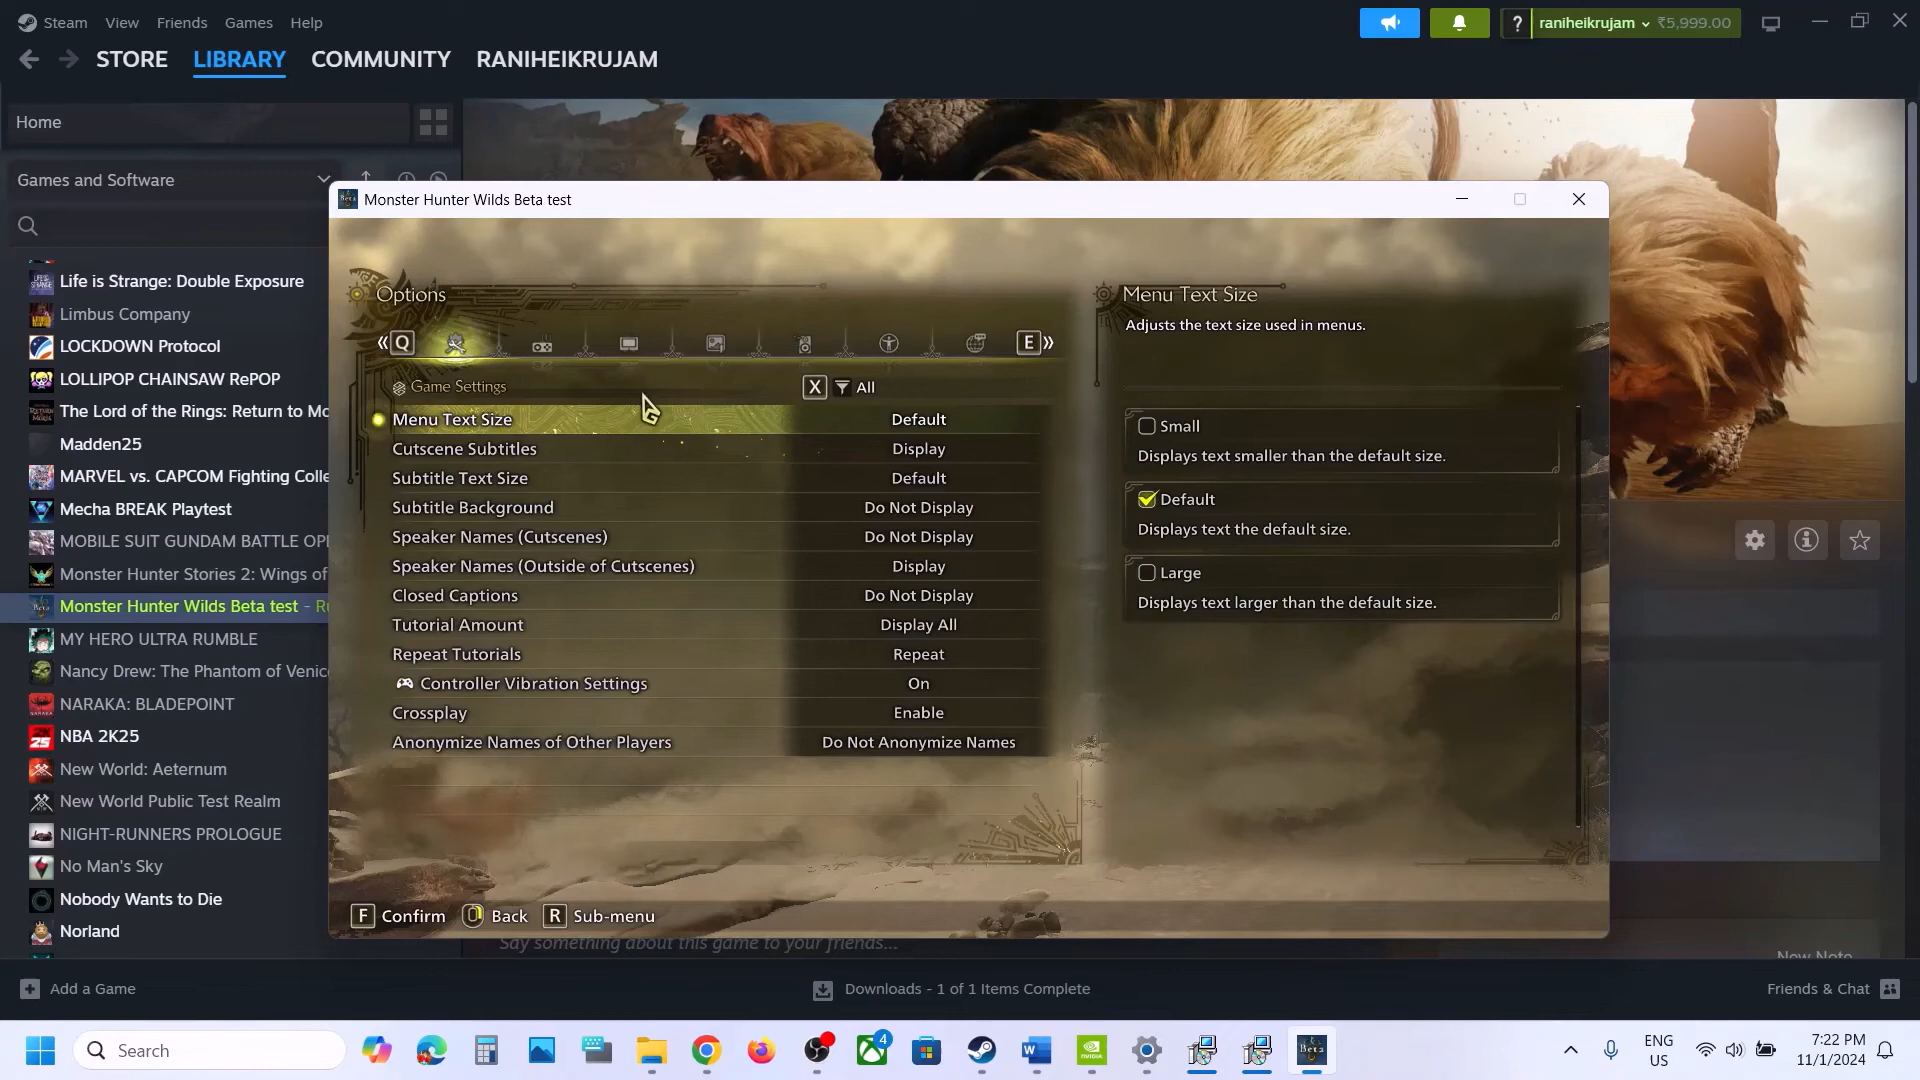 Steam View Friends Games Help
? raniheikrujam ₹5,999.00
STORE LIBRARY COMMUNITY RANIHEIKRUJAM
Home
Games and Software
Life is Strange: Double Exposure
Limbus Company
LOCKDOWN Protocol
LOLLIPOP CHAINSAW RePOP
The Lord of the Rings: Return to Mo
Madden25
MARVEL vs. CAPCOM Fighting Colle
Mecha BREAK Playtest
MOBILE SUIT GUNDAM BATTLE OPE
Monster Hunter Stories 2: Wings of
Monster Hunter Wilds Beta test - Ru
MY HERO ULTRA RUMBLE
Nancy Drew: The Phantom of Venice
NARAKA: BLADEPOINT
NBA 2K25
New World: Aeternum
New World Public Test Realm
NIGHT-RUNNERS PROLOGUE
No Man's Sky
Nobody Wants to Die
Norland
Monster Hunter Wilds Beta test
Options
Q E
Game Settings X All
Menu Text Size Default
Cutscene Subtitles Display
Subtitle Text Size Default
Subtitle Background Do Not Display
Speaker Names (Cutscenes) Do Not Display
Speaker Names (Outside of Cutscenes) Display
Closed Captions Do Not Display
Tutorial Amount Display All
Repeat Tutorials Repeat
Controller Vibration Settings On
Crossplay Enable
Anonymize Names of Other Players Do Not Anonymize Names
Menu Text Size
Adjusts the text size used in menus.
Small
Displays text smaller than the default size.
Default
Displays text the default size.
Large
Displays text larger than the default size.
F Confirm Back R Sub-menu
Say something about this game to your friends...
New Note
Add a Game Downloads - 1 of 1 Items Complete Friends & Chat
Search
4
ENG
US
7:22 PM
11/1/2024